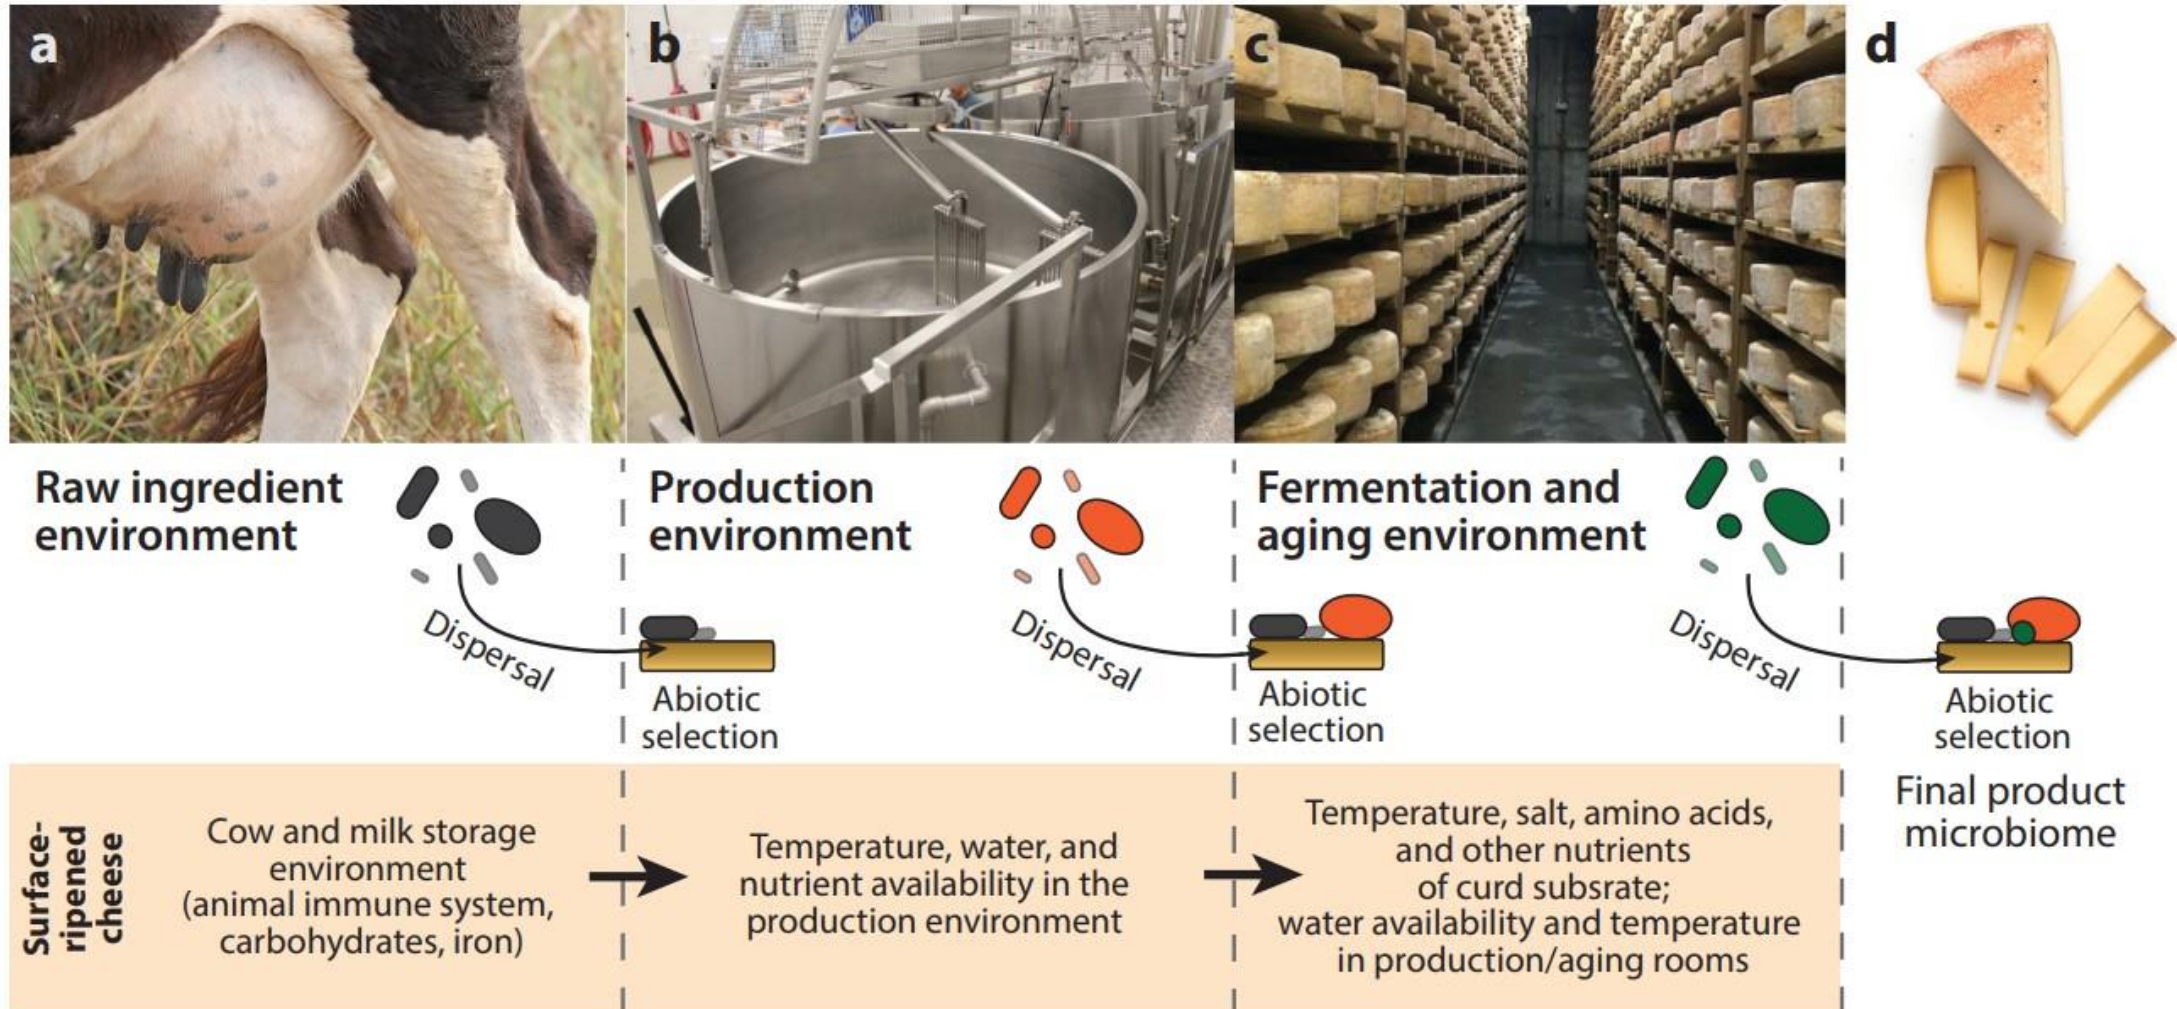 a
b
c
d
Raw ingredient
environment
Dispersal
Production
environment
Abiotic
selection
Dispersal
Fermentation and
aging environment
Abiotic
selection
Dispersal
Abiotic
selection
Final product
microbiome
Surface-
ripened
cheese
Cow and milk storage
environment
(animal immune system,
carbohydrates, iron)
Temperature, water, and
nutrient availability in the
production environment
Temperature, salt, amino acids,
and other nutrients
of curd subsrate;
water availability and temperature
in production/aging rooms